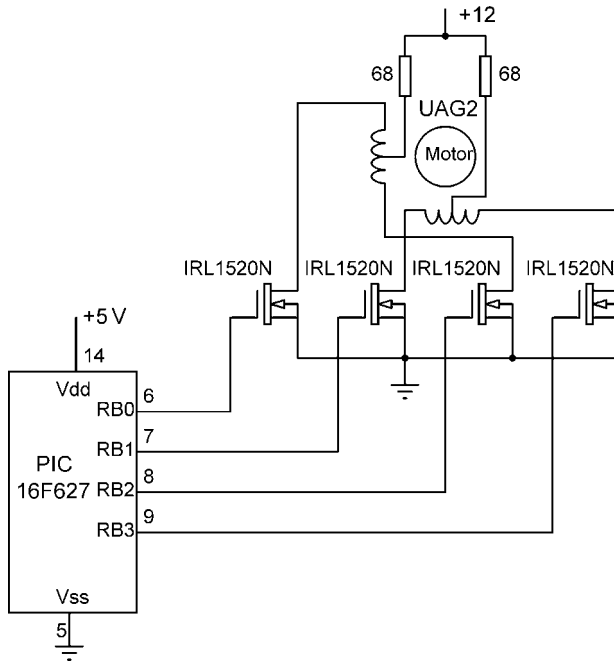 +12
68
68
UAG2
Motor
IRL1520N
IRL1520N
IRL1520N
IRL1520N
+5 V
14
Vdd
6
RB0
7
RB1
PIC
16F627
8
RB2
9
RB3
Vss
5